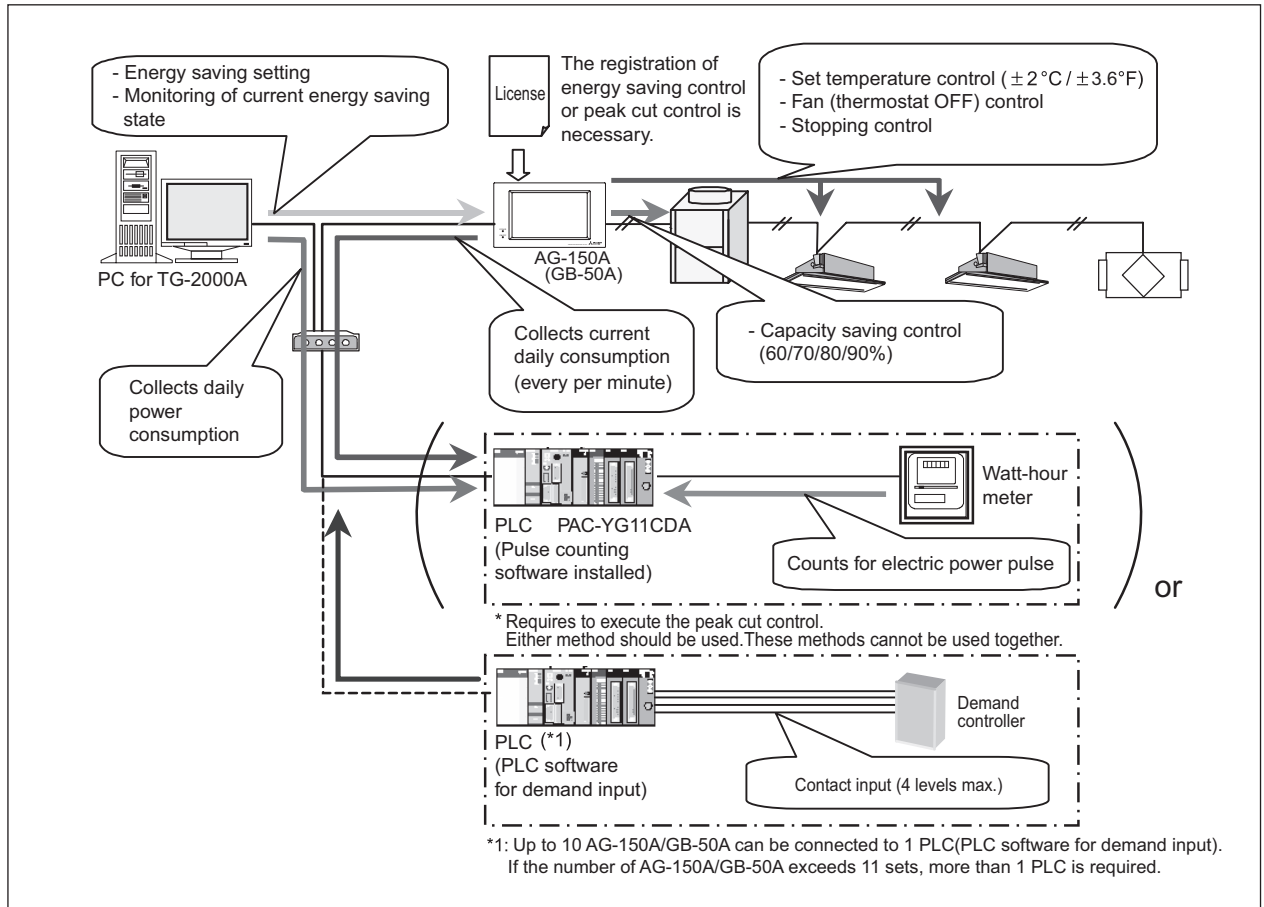 - Energy saving setting
- Monitoring of current energy saving
state
License
The registration of
energy saving control
or peak cut control is
necessary.
- Set temperature control (±2°C / ±3.6°F)
- Fan (thermostat OFF) control
- Stopping control
PC for TG-2000A
AG-150A
(GB-50A)
Collects daily
power
consumption
Collects current
daily consumption
(every per minute)
- Capacity saving control
(60/70/80/90%)
PLC PAC-YG11CDA
(Pulse counting
software installed)
Watt-hour
meter
Counts for electric power pulse
or
* Requires to execute the peak cut control.
Either method should be used.These methods cannot be used together.
PLC (*1)
(PLC software
for demand input)
Demand
controller
Contact input (4 levels max.)
*1: Up to 10 AG-150A/GB-50A can be connected to 1 PLC(PLC software for demand input).
If the number of AG-150A/GB-50A exceeds 11 sets, more than 1 PLC is required.